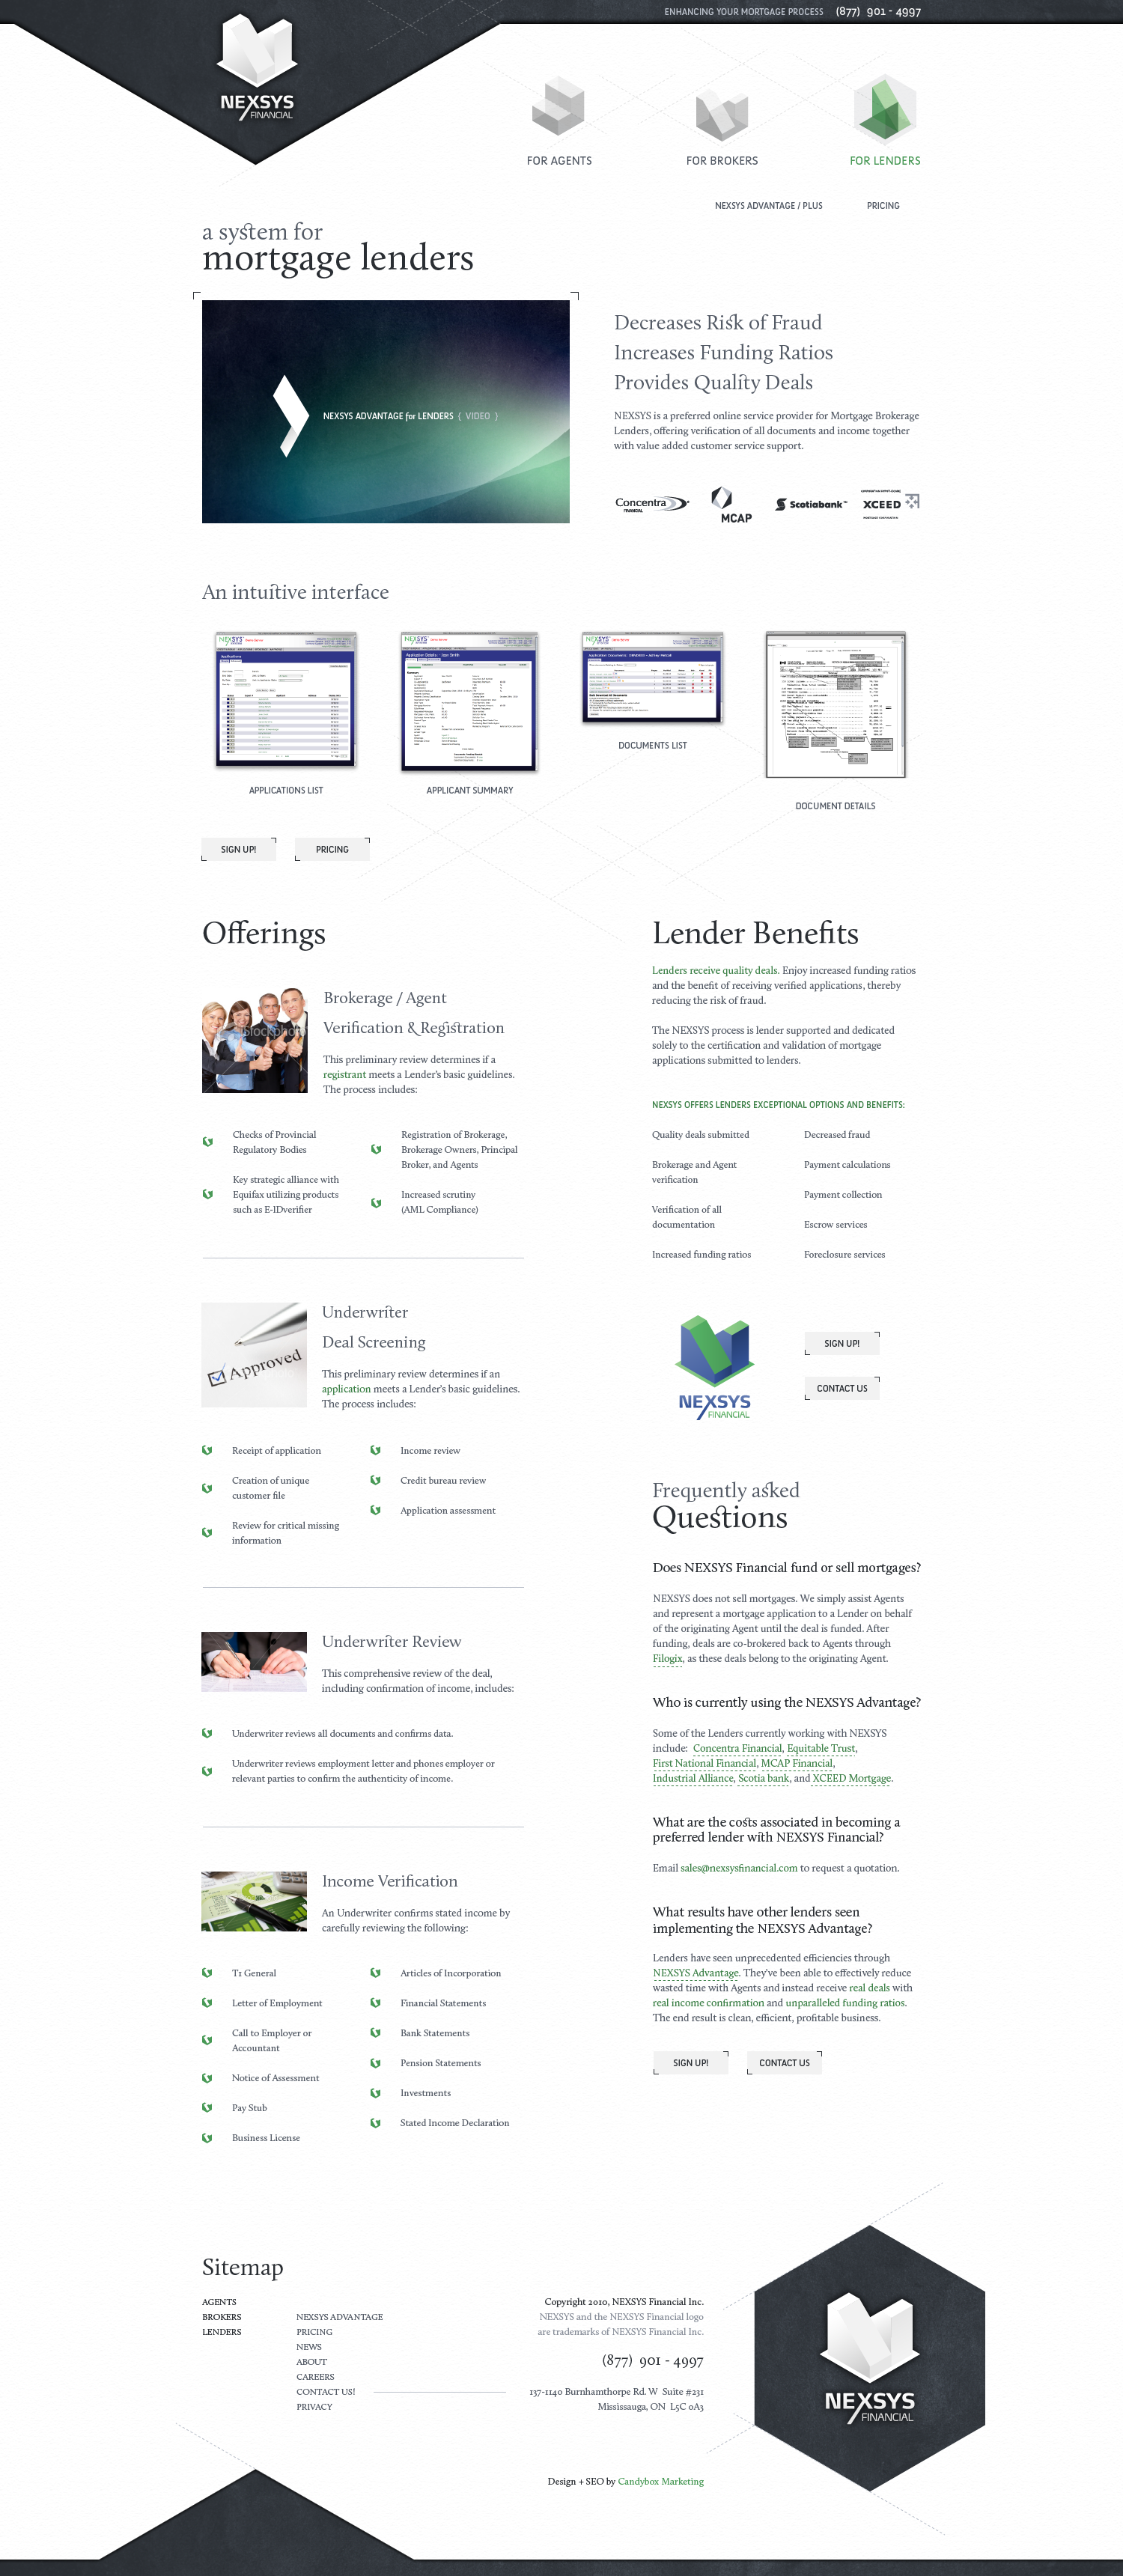 ENHANCING YOUR MORTGAGE PROCESS (877) 901 - 4997
NEXSYS
FINANCIAL
FOR AGENTS
FOR BROKERS
FOR LENDERS
NEXSYS ADVANTAGE / PLUS
PRICING
a system for
mortgage lenders
NEXSYS ADVANTAGE for LENDERS ( VIDEO )
Decreases Risk of Fraud
Increases Funding Ratios
Provides Quality Deals
NEXSYS is a preferred online service provider for Mortgage Brokerage
Lenders, offering verification of all documents and income together
with value added customer service support.
Concentra
FINANCIAL
MCAP
Scotiabank™
XCEED
An intuitive interface
APPLICATIONS LIST
APPLICANT SUMMARY
DOCUMENTS LIST
DOCUMENT DETAILS
SIGN UP!
PRICING
Offerings
Brokerage / Agent
Verification & Registration
This preliminary review determines if a
registrant meets a Lender's basic guidelines.
The process includes:
Checks of Provincial
Regulatory Bodies
Key strategic alliance with
Equifax utilizing products
such as E-IDverifier
Registration of Brokerage,
Brokerage Owners, Principal
Broker, and Agents
Increased scrutiny
(AML Compliance)
Underwriter
Deal Screening
Approved
This preliminary review determines if an
application meets a Lender's basic guidelines.
The process includes:
Receipt of application
Creation of unique
customer file
Review for critical missing
information
Income review
Credit bureau review
Application assessment
Underwriter Review
This comprehensive review of the deal,
including confirmation of income, includes:
Underwriter reviews all documents and confirms data.
Underwriter reviews employment letter and phones employer or
relevant parties to confirm the authenticity of income.
Income Verification
An Underwriter confirms stated income by
carefully reviewing the following:
T1 General
Letter of Employment
Call to Employer or
Accountant
Notice of Assessment
Pay Stub
Business License
Articles of Incorporation
Financial Statements
Bank Statements
Pension Statements
Investments
Stated Income Declaration
Lender Benefits
Lenders receive quality deals. Enjoy increased funding ratios
and the benefit of receiving verified applications, thereby
reducing the risk of fraud.
The NEXSYS process is lender supported and dedicated
solely to the certification and validation of mortgage
applications submitted to lenders.
NEXSYS OFFERS LENDERS EXCEPTIONAL OPTIONS AND BENEFITS:
Quality deals submitted
Brokerage and Agent
verification
Verification of all
documentation
Increased funding ratios
Decreased fraud
Payment calculations
Payment collection
Escrow services
Foreclosure services
NEXSYS
FINANCIAL
SIGN UP!
CONTACT US
Frequently asked
Questions
Does NEXSYS Financial fund or sell mortgages?
NEXSYS does not sell mortgages. We simply assist Agents
and represent a mortgage application to a Lender on behalf
of the originating Agent until the deal is funded. After
funding, deals are co-brokered back to Agents through
Filogix, as these deals belong to the originating Agent.
Who is currently using the NEXSYS Advantage?
Some of the Lenders currently working with NEXSYS
include: Concentra Financial, Equitable Trust,
First National Financial, MCAP Financial,
Industrial Alliance, Scotia bank, and XCEED Mortgage.
What are the costs associated in becoming a
preferred lender with NEXSYS Financial?
Email sales@nexsysfinancial.com to request a quotation.
What results have other lenders seen
implementing the NEXSYS Advantage?
Lenders have seen unprecedented efficiencies through
NEXSYS Advantage. They've been able to effectively reduce
wasted time with Agents and instead receive real deals with
real income confirmation and unparalleled funding ratios.
The end result is clean, efficient, profitable business.
SIGN UP!
CONTACT US
Sitemap
AGENTS
BROKERS
LENDERS
NEXSYS ADVANTAGE
PRICING
NEWS
ABOUT
CAREERS
CONTACT US!
PRIVACY
Copyright 2010, NEXSYS Financial Inc.
NEXSYS and the NEXSYS Financial logo
are trademarks of NEXSYS Financial Inc.
(877) 901 - 4997
137-1140 Burnhamthorpe Rd. W Suite #231
Mississauga, ON L5C 0A3
NEXSYS
FINANCIAL
Design + SEO by Candybox Marketing